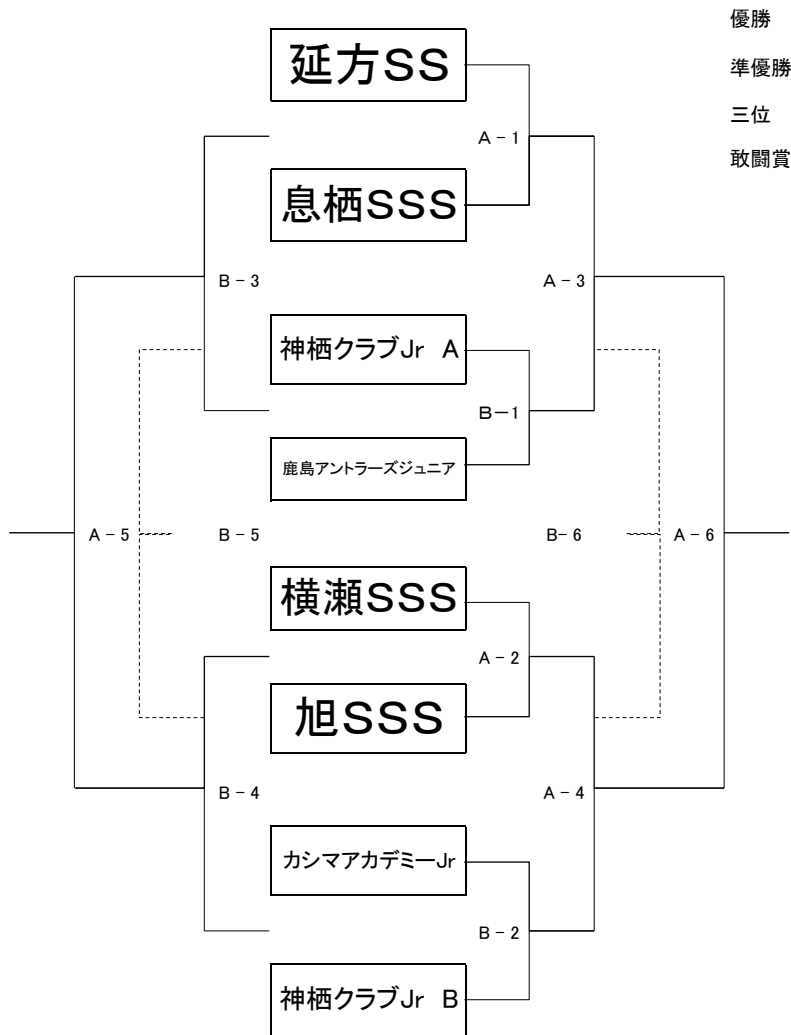 優勝
延方SS
準優勝
三位
A-1
敢闘賞
息栖SSS
B-3
A-3
神栖クラブJr A
B-1
鹿島アントラーズジュニア
A-5
B-5
B-6
A-6
横瀬SSS
A-2
旭SSS
B-4
A-4
カシマアカデミーJr
B-2
神栖クラブJr B